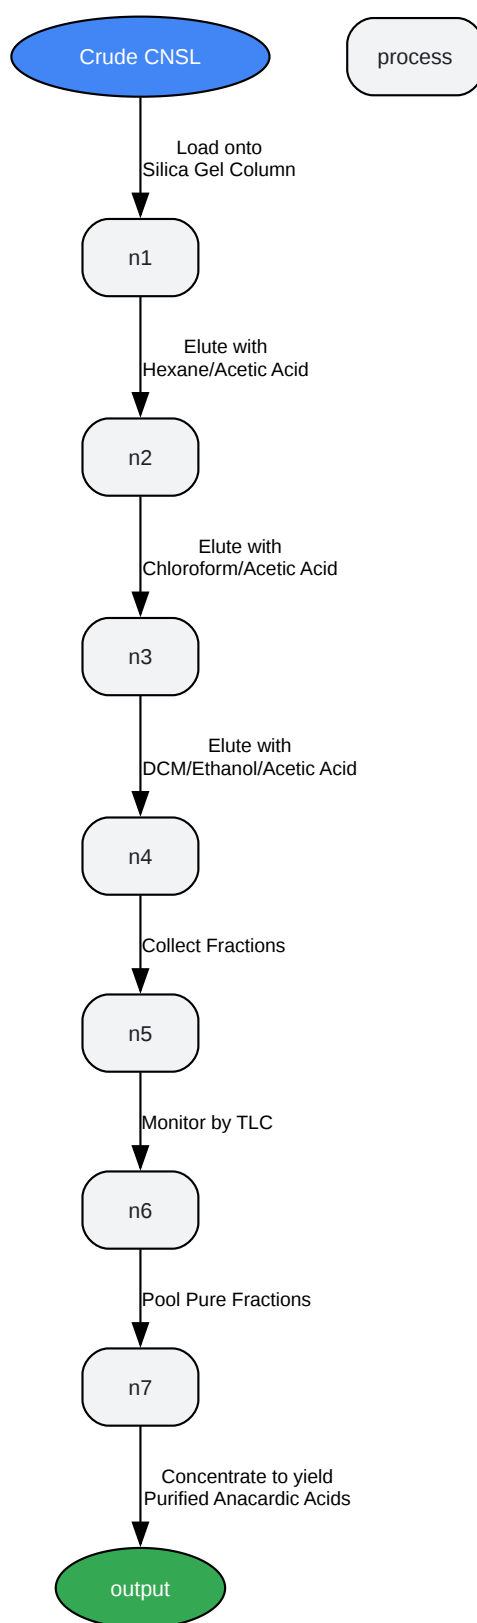 Crude CNSL
process
Load onto
Silica Gel Column
n1
Elute with
Hexane/Acetic Acid
n2
Elute with
Chloroform/Acetic Acid
n3
Elute with
DCM/Ethanol/Acetic Acid
n4
Collect Fractions
n5
Monitor by TLC
n6
Pool Pure Fractions
n7
Concentrate to yield
Purified Anacardic Acids
output